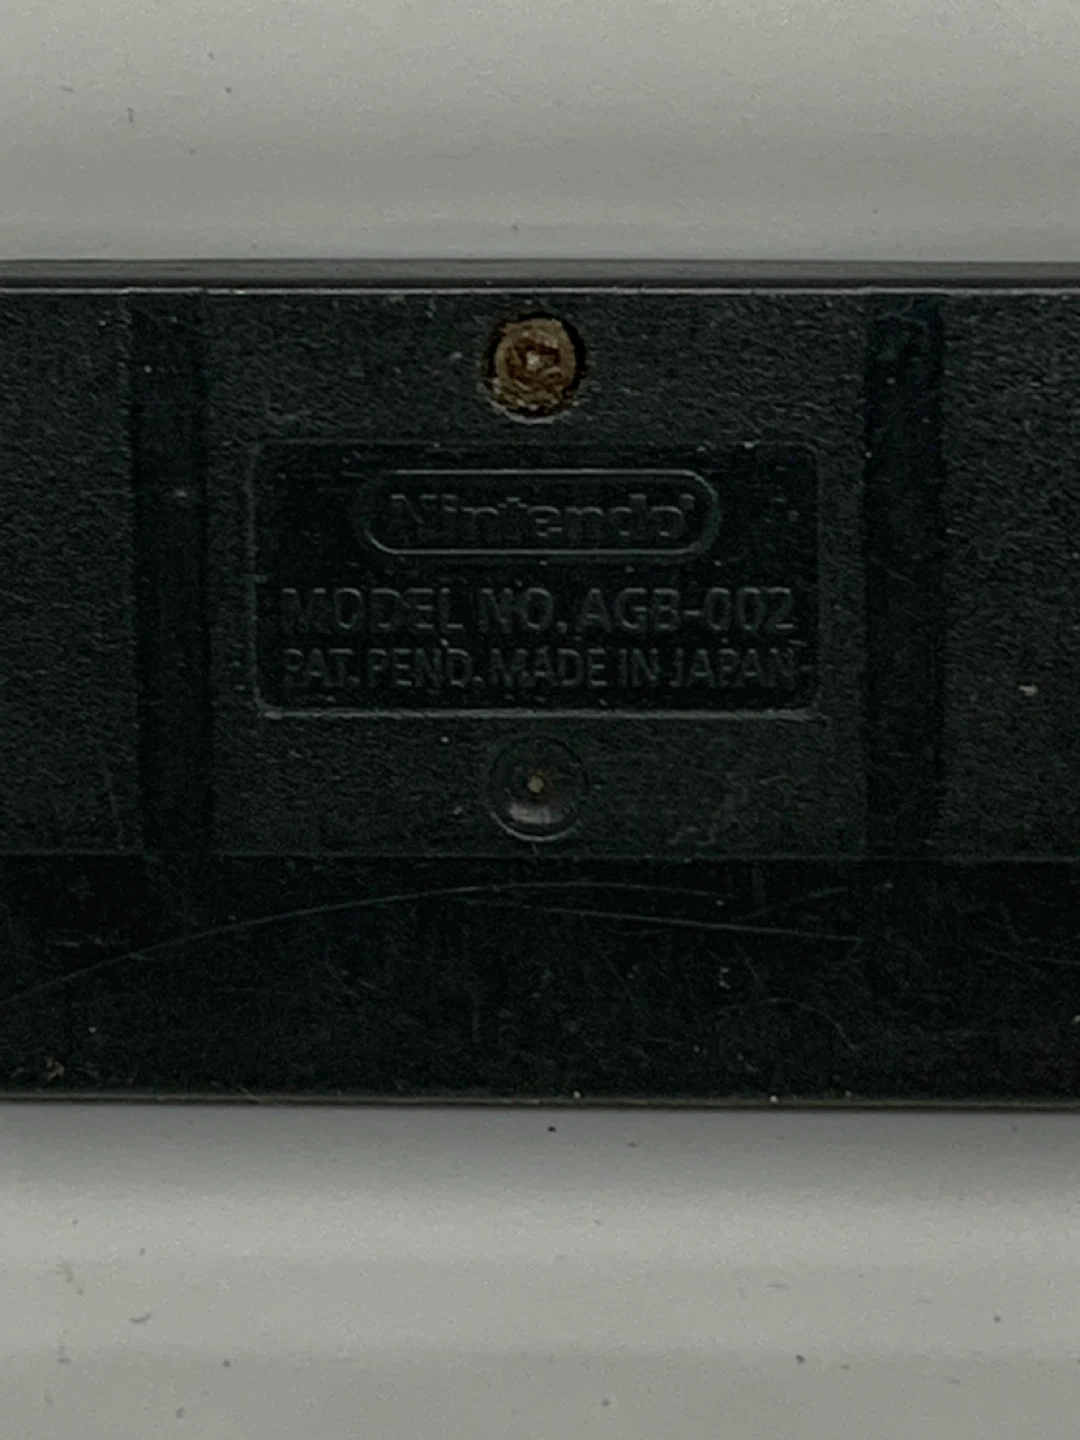 Nintendo
MODEL NO. AGB-002
PAT. PEND. MADE IN JAPAN